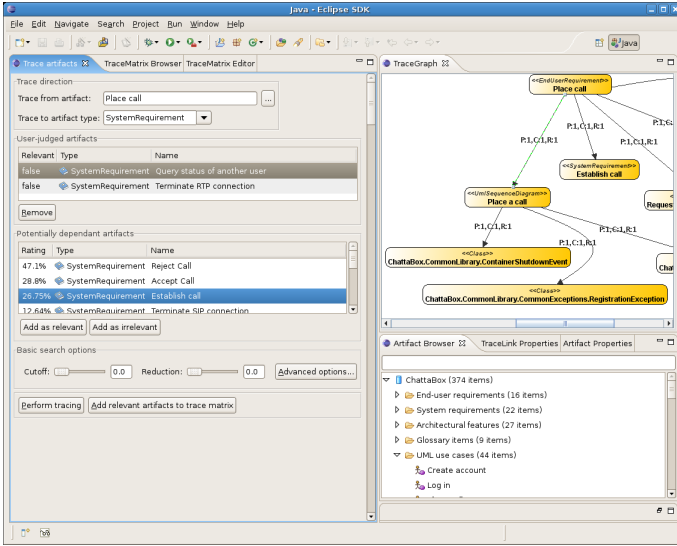 Java - Eclipse SDK
File Edit Navigate Search Project Run Window Help
Java
Trace artifacts TraceMatrix Browser TraceMatrix Editor
Trace direction
Trace from artifact: Place call ...
Trace to artifact type: SystemRequirement
User-judged artifacts
Relevant Type Name
false SystemRequirement Query status of another user
false SystemRequirement Terminate RTP connection
Remove
Potentially dependant artifacts
Rating Type Name
47.1% SystemRequirement Reject Call
28.8% SystemRequirement Accept Call
26.75% SystemRequirement Establish call
12.64% SystemRequirement Terminate SIP connection
Add as relevant Add as irrelevant
Basic search options
Cutoff: 0.0 Reduction: 0.0 Advanced options...
Perform tracing Add relevant artifacts to trace matrix
TraceGraph
<<EndUserRequirement>>
Place call
P:1,C:
P:1,C:1,R:1 P:1,C:1,R:1
<<SystemRequirement>>
Establish call
<<UmlSequenceDiagram>>
Place a call
Reques
P:1,C:1,R:1 P:1,C:1,R:1
P:1,C:1,R:1
<<Class>>
ChattaBox.CommonLibrary.ContainerShutdownEvent
Chat
<<Class>>
ChattaBox.CommonLibrary.CommonExceptions.RegistrationException
Artifact Browser TraceLink Properties Artifact Properties
ChattaBox (374 items)
End-user requirements (16 items)
System requirements (22 items)
Architectural features (27 items)
Glossary items (9 items)
UML use cases (44 items)
Create account
Log in